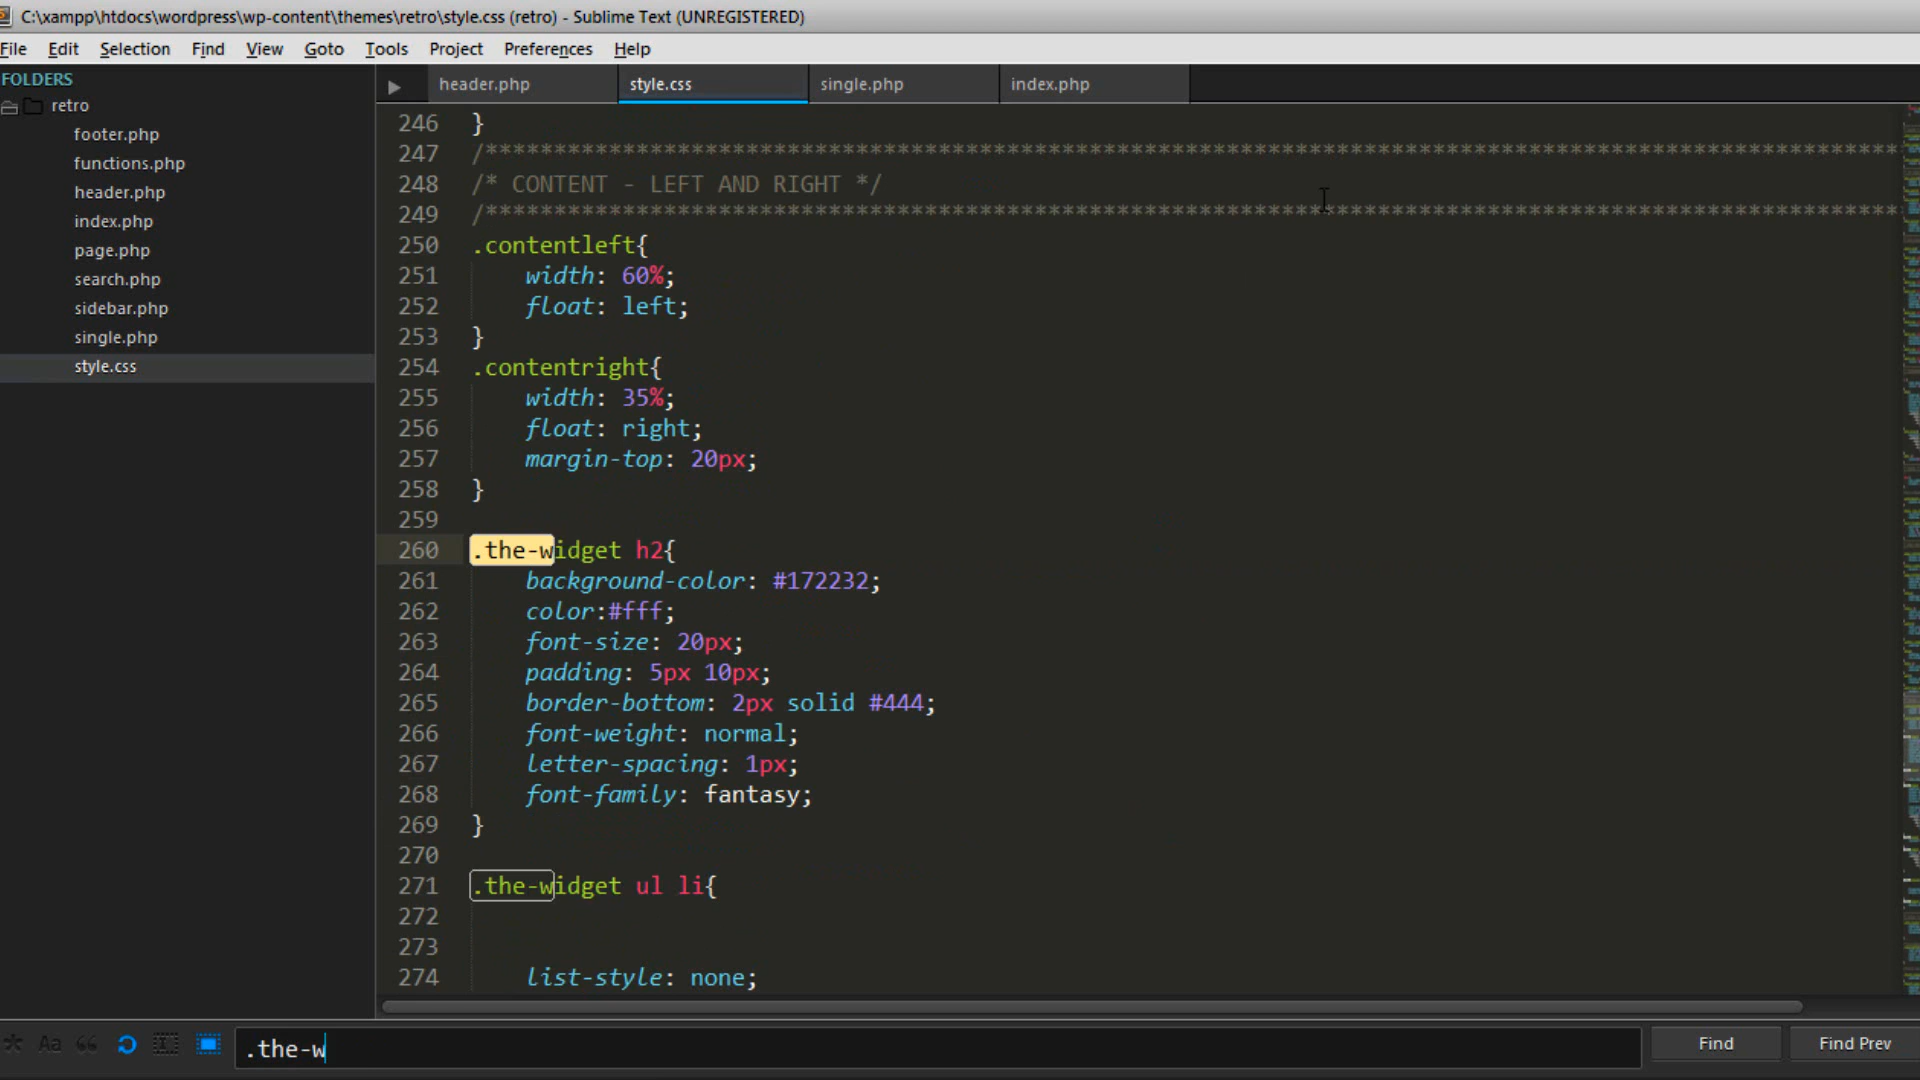 C:\xampp\htdocs\wordpress\wp-content\themes\retro\style.css (retro) - Sublime Text (UNREGISTERED)
File Edit Selection Find View Goto Tools Project Preferences Help
FOLDERS
retro
footer.php
functions.php
header.php
index.php
page.php
search.php
sidebar.php
single.php
style.css
header.php style.css single.php index.php
246 }
247 /*******************************************************************************************************
248 /* CONTENT - LEFT AND RIGHT */
249 /*******************************************************************************************************
250 .contentleft{
251 width: 60%;
252 float: left;
253 }
254 .contentright{
255 width: 35%;
256 float: right;
257 margin-top: 20px;
258 }
259
260 .the-widget h2{
261 background-color: #172232;
262 color:#fff;
263 font-size: 20px;
264 padding: 5px 10px;
265 border-bottom: 2px solid #444;
266 font-weight: normal;
267 letter-spacing: 1px;
268 font-family: fantasy;
269 }
270
271 .the-widget ul li{
272
273
274 list-style: none;
Aa .the-w Find Find Prev